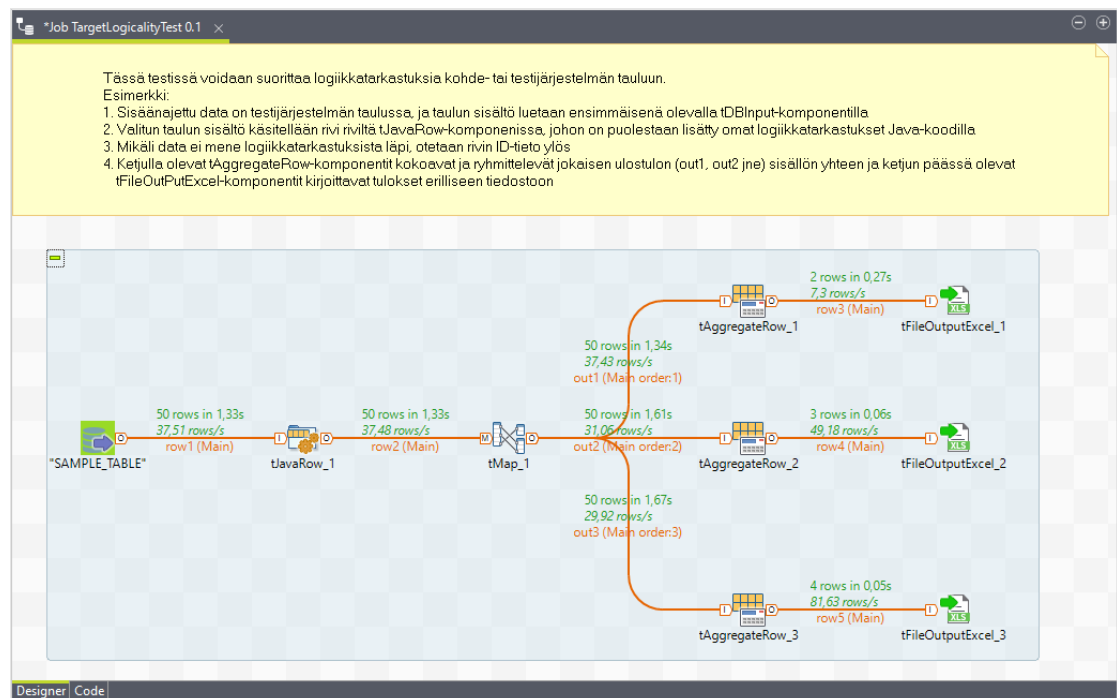 *Job TargetLogicalityTest 0.1
Tässä testissä voidaan suorittaa logiikkatarkastuksia kohde- tai testijärjestelmän tauluun.
Esimerkki:
1. Sisäänajettu data on testijärjestelmän taulussa, ja taulun sisältö luetaan ensimmäisenä olevalla tDBInput-komponentilla
2. Valitun taulun sisältö käsitellään rivi riviltä tJavaRow-komponenissa, johon on puolestaan lisätty omat logiikkatarkastukset Java-koodilla
3. Mikäli data ei mene logiikkatarkastuksista läpi, otetaan rivin ID-tieto ylös
4. Ketjulla olevat tAggregateRow-komponentit kokoavat ja ryhmittelevät jokaisen ulostulon (out1, out2 jne) sisällön yhteen ja ketjun päässä olevat
tFileOutPutExcel-komponentit kirjoittavat tulokset erilliseen tiedostoon
2 rows in 0,27s
7,3 rows/s
row3 (Main)
tAggregateRow_1
tFileOutputExcel_1
50 rows in 1,34s
37,43 rows/s
out1 (Main order:1)
50 rows in 1,33s
37,51 rows/s
row1 (Main)
50 rows in 1,33s
37,48 rows/s
row2 (Main)
50 rows in 1,61s
31,06 rows/s
out2 (Main order:2)
3 rows in 0,06s
49,18 rows/s
row4 (Main)
"SAMPLE_TABLE"
tJavaRow_1
tMap_1
tAggregateRow_2
tFileOutputExcel_2
50 rows in 1,67s
29,92 rows/s
out3 (Main order:3)
4 rows in 0,05s
81,63 rows/s
row5 (Main)
tAggregateRow_3
tFileOutputExcel_3
Designer
Code